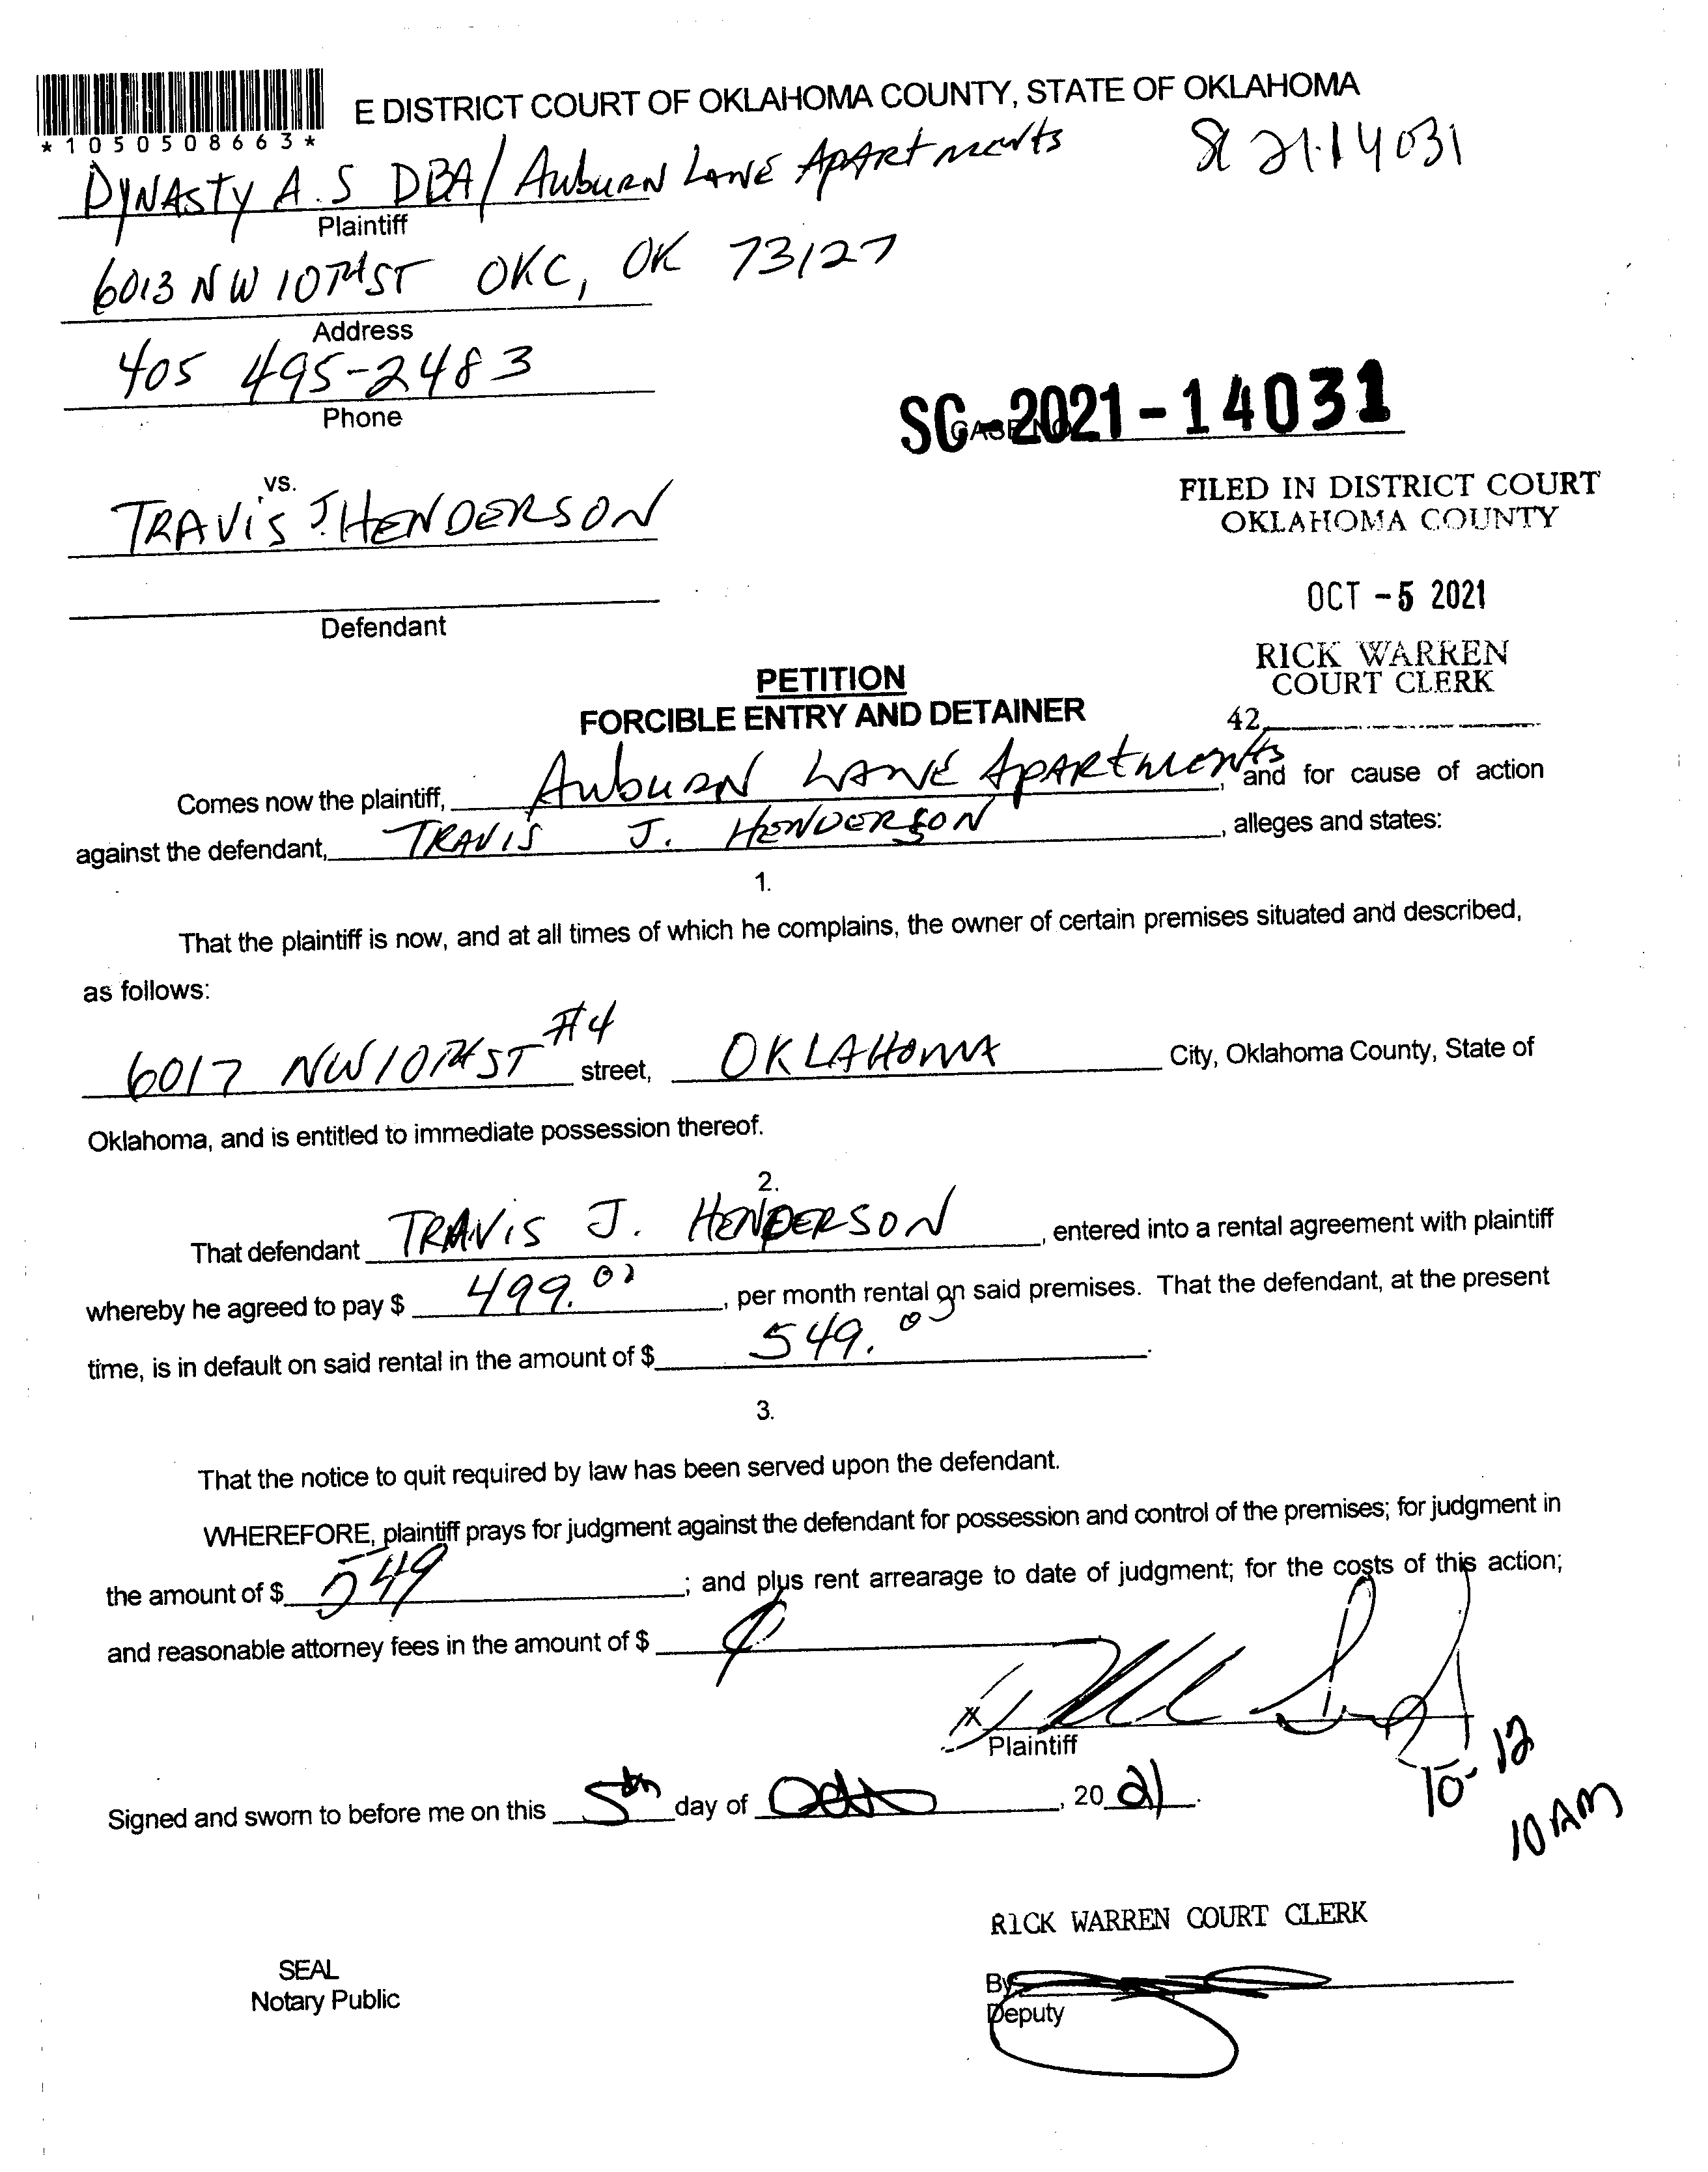 *1050508663*
E DISTRICT COURT OF OKLAHOMA COUNTY, STATE OF OKLAHOMA
21-14031
DYNASTY A.S DBA/ AUBURN LANE APARTMENTS
Plaintiff
6013 NW 10TH ST OKC, OK 73127
Address
405 495-2483
Phone
SC-2021-14031
CASE NO.
vs.
TRAVIS J. HENDERSON
FILED IN DISTRICT COURT
OKLAHOMA COUNTY
OCT -5 2021
Defendant
RICK WARREN
COURT CLERK
42
PETITION
FORCIBLE ENTRY AND DETAINER
Comes now the plaintiff, AUBURN LANE APARTMENTS, and for cause of action
against the defendant, TRAVIS J. HENDERSON, alleges and states:
1.
That the plaintiff is now, and at all times of which he complains, the owner of certain premises situated and described,
as follows:
6017 NW 10TH ST #4 street, OKLAHOMA City, Oklahoma County, State of
Oklahoma, and is entitled to immediate possession thereof.
2.
That defendant TRAVIS J. HENDERSON, entered into a rental agreement with plaintiff
whereby he agreed to pay $ 499.00, per month rental on said premises. That the defendant, at the present
time, is in default on said rental in the amount of $ 549.00.
3.
That the notice to quit required by law has been served upon the defendant.
WHEREFORE, plaintiff prays for judgment against the defendant for possession and control of the premises; for judgment in
the amount of $ 549; and plus rent arrearage to date of judgment; for the costs of this action;
and reasonable attorney fees in the amount of $
X
Plaintiff
10-12
10 AM
Signed and sworn to before me on this 5th day of Oct, 2021.
RICK WARREN COURT CLERK
SEAL
Notary Public
By
Deputy